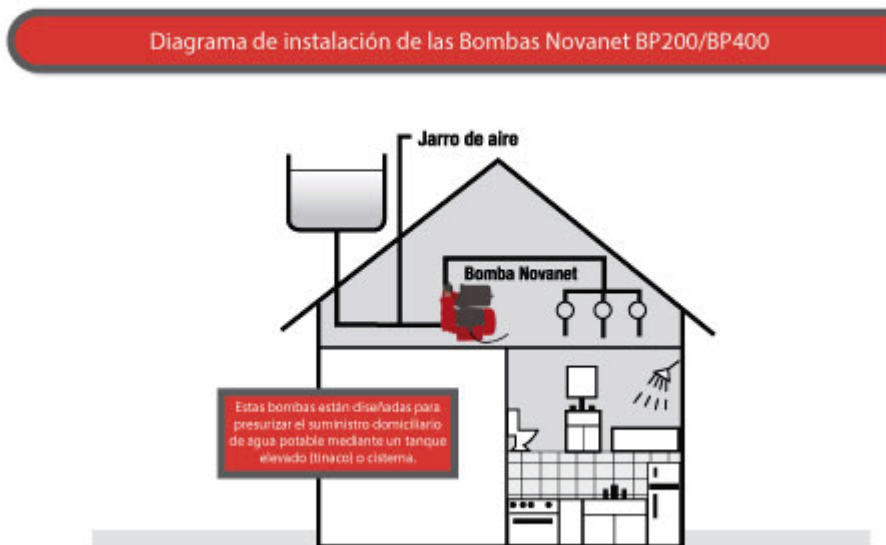 Diagrama de instalación de las Bombas Novanet BP200/BP400
Jarro de aire
Bomba Novanet
Estas bombas están diseñadas para
presurizar el suministro domiciliario
de agua potable mediante un tanque
elevado (tinaco) o cisterna.